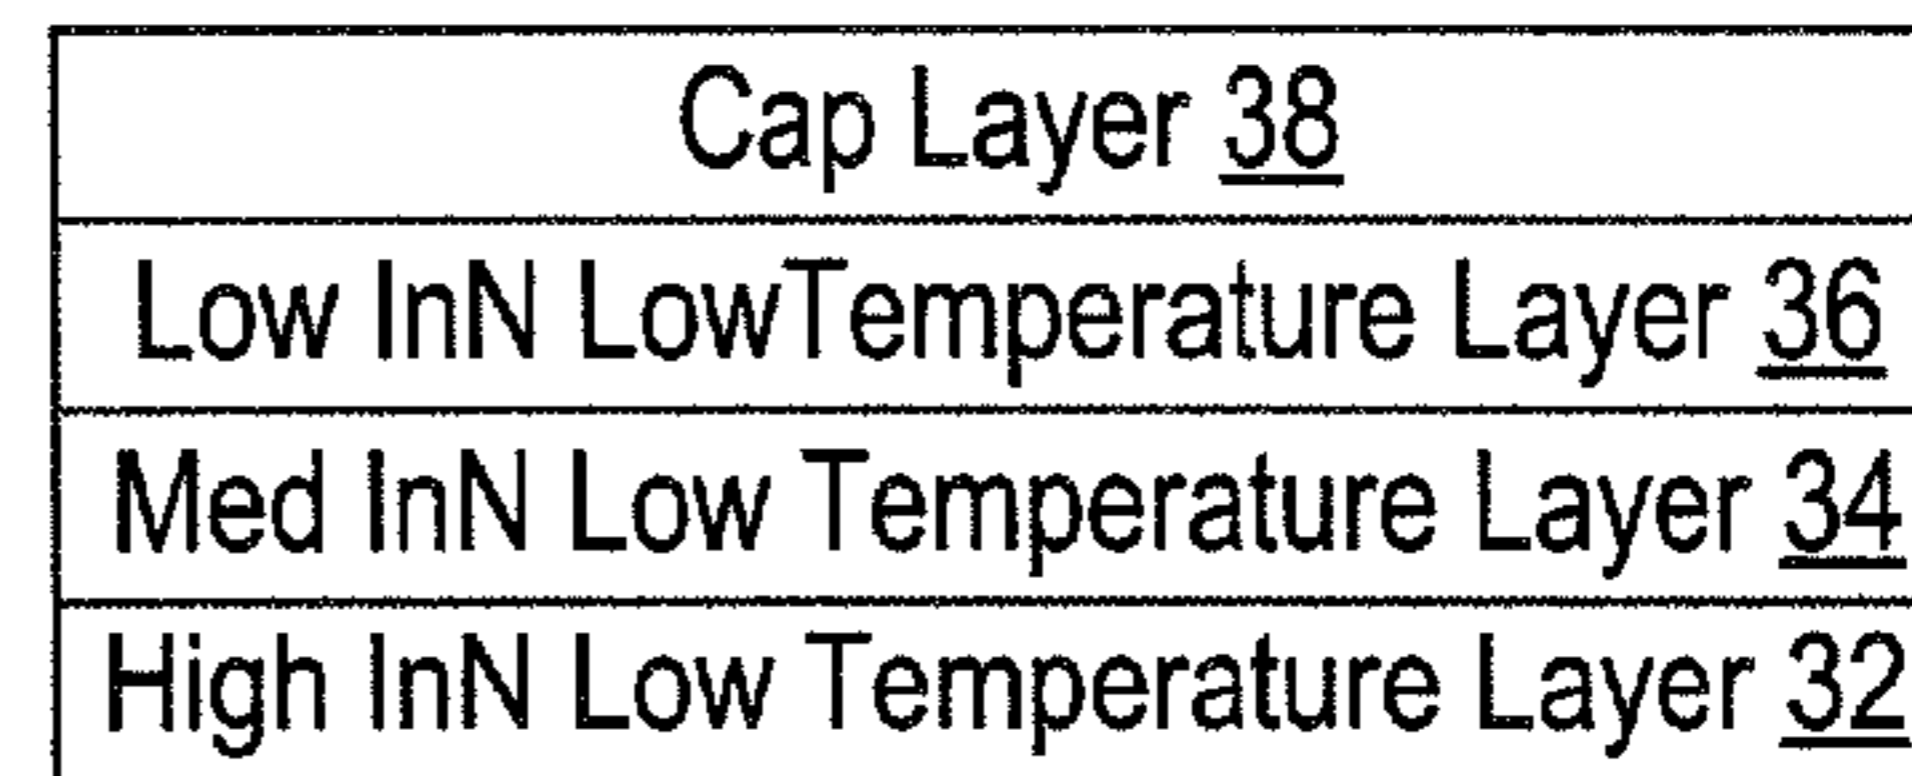 Cap Layer 38
Low InN LowTemperature Layer 36
Med InN Low Temperature Layer 34
High InN Low Temperature Layer 32